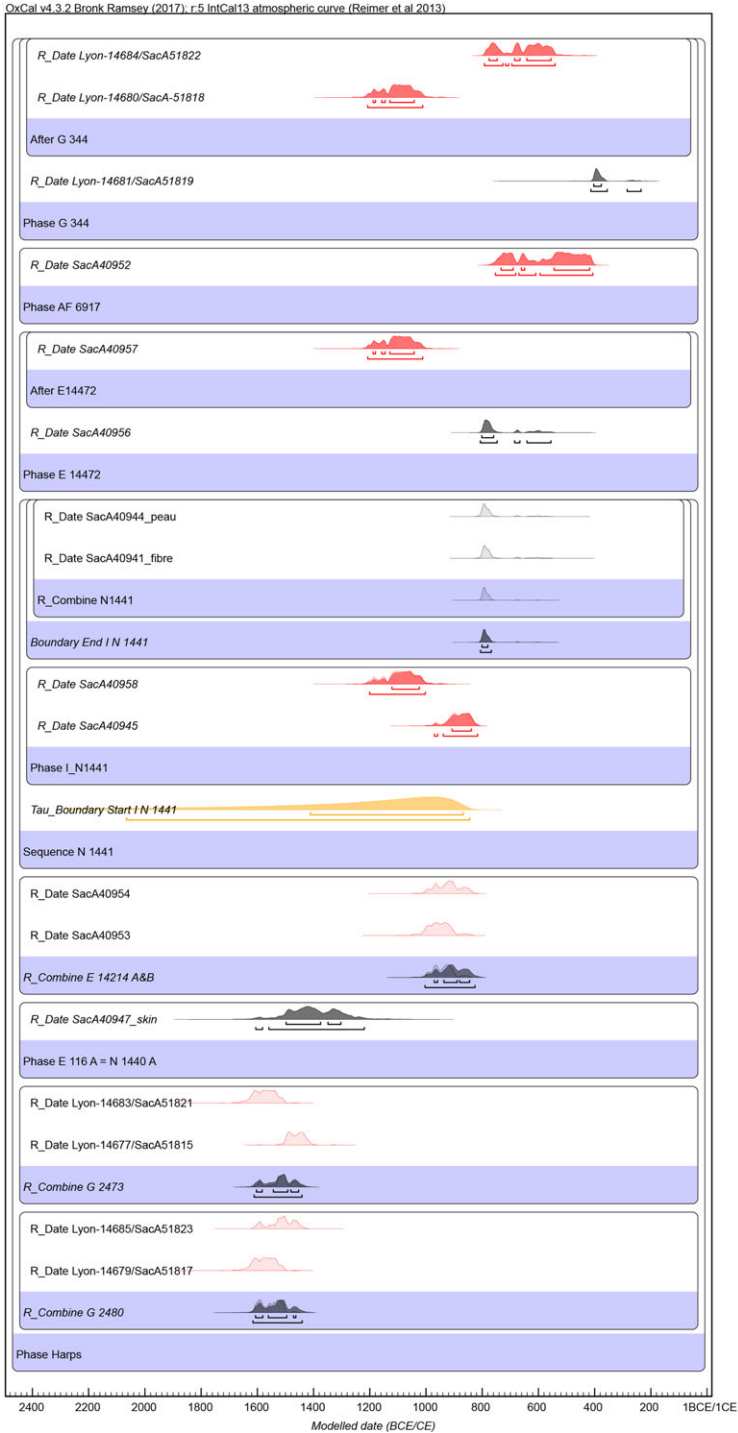 OxCal v4.3.2 Bronk Ramsey (2017); r:5 IntCal13 atmospheric curve (Reimer et al 2013)
R_Date Lyon-14684/SacA51822
R_Date Lyon-14680/SacA-51818
After G 344
R_Date Lyon-14681/SacA51819
Phase G 344
R_Date SacA40952
Phase AF 6917
R_Date SacA40957
After E14472
R_Date SacA40956
Phase E 14472
R_Date SacA40944_peau
R_Date SacA40941_fibre
R_Combine N1441
Boundary End I N 1441
R_Date SacA40958
R_Date SacA40945
Phase I_N1441
Tau_Boundary Start I N 1441
Sequence N 1441
R_Date SacA40954
R_Date SacA40953
R_Combine E 14214 A&B
R_Date SacA40947_skin
Phase E 116 A = N 1440 A
R_Date Lyon-14683/SacA51821
R_Date Lyon-14677/SacA51815
R_Combine G 2473
R_Date Lyon-14685/SacA51823
R_Date Lyon-14679/SacA51817
R_Combine G 2480
Phase Harps
2400 2200 2000 1800 1600 1400 1200 1000 800 600 400 200 1BCE/1CE
Modelled date (BCE/CE)